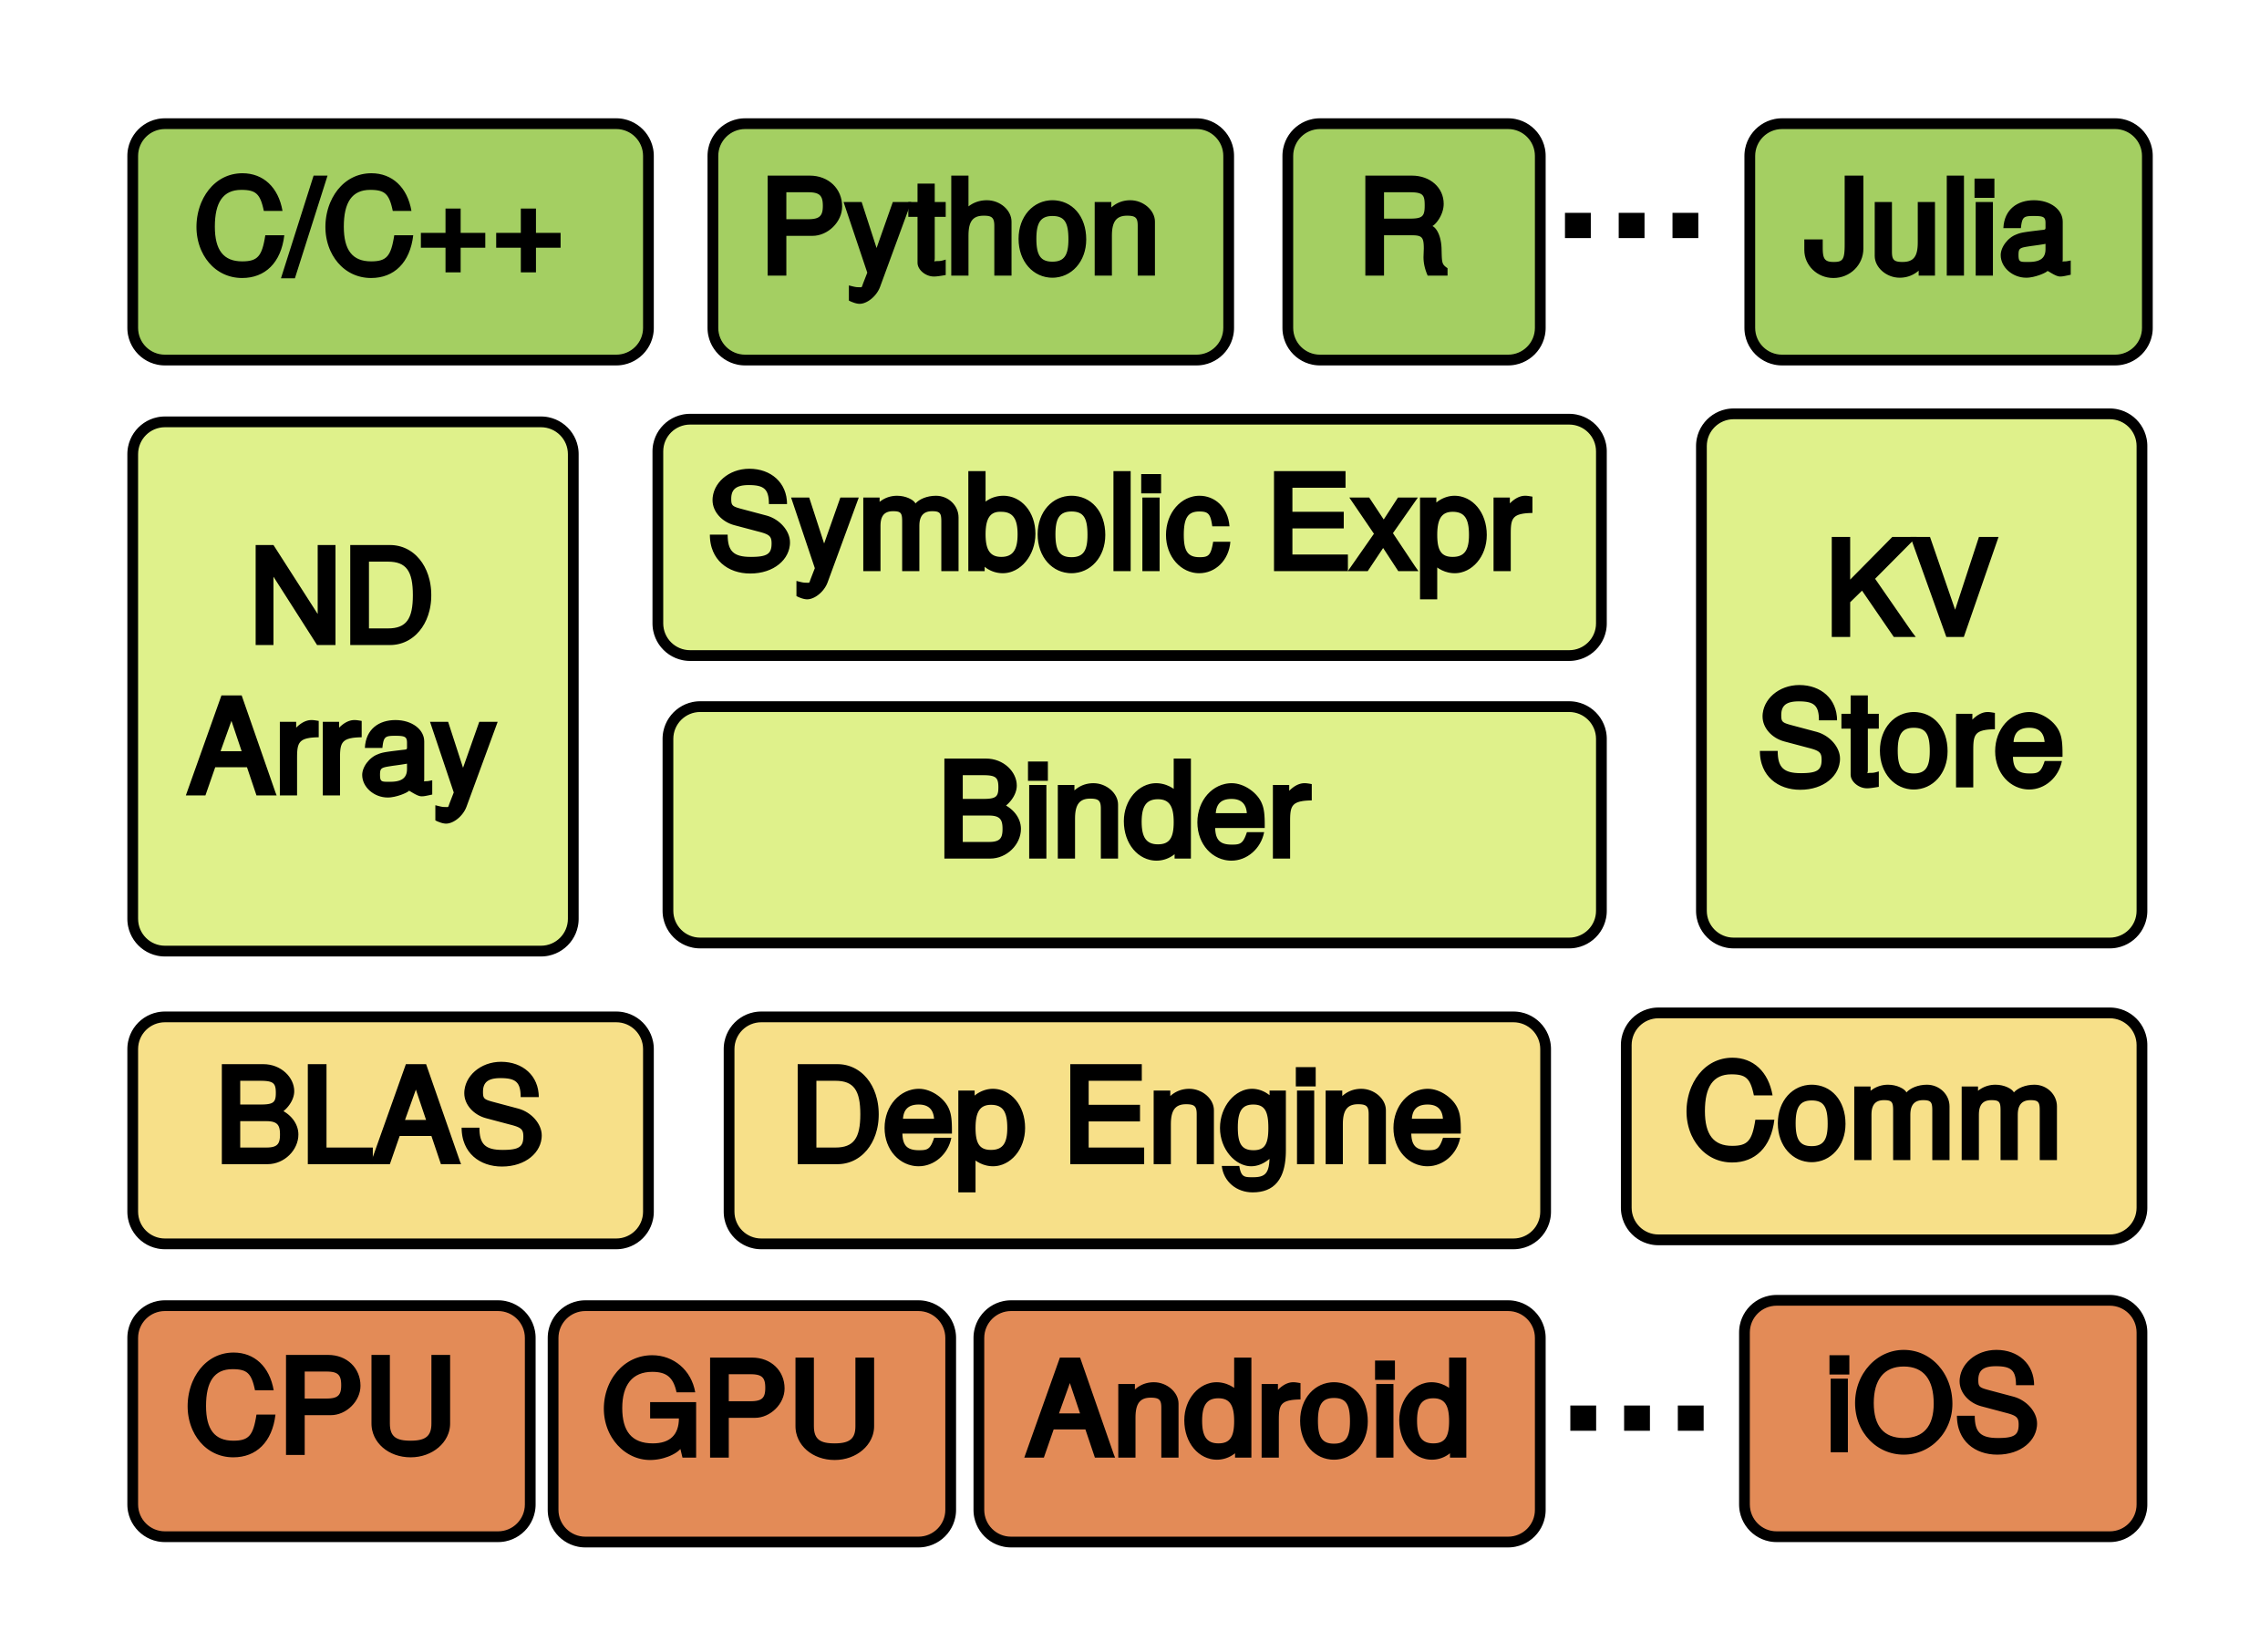 C/C++ Python R ... Julia
Symbolic Expr
ND
Array
Binder
KV
Store
BLAS Dep Engine Comm
CPU GPU Android ... iOS